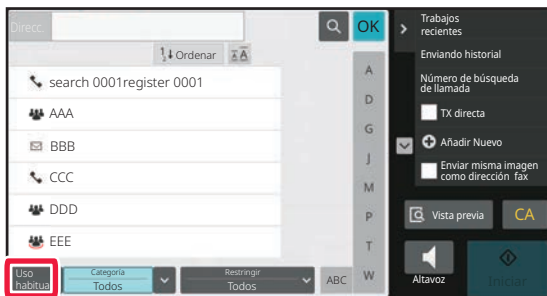 Direcc.
OK
1 Ordenar
A
search 0001register 0001
AAA
BBB
CCC
DDD
EEE
A
D
G
J
M
P
T
W
Uso
habitua
Categoría
Todos
Restringir
Todos
ABC
Trabajos
recientes
Enviando historial
Número de búsqueda
de llamada
TX directa
Añadir Nuevo
Enviar misma imagen
como dirección fax
Vista previa
CA
Altavoz
Iniciar